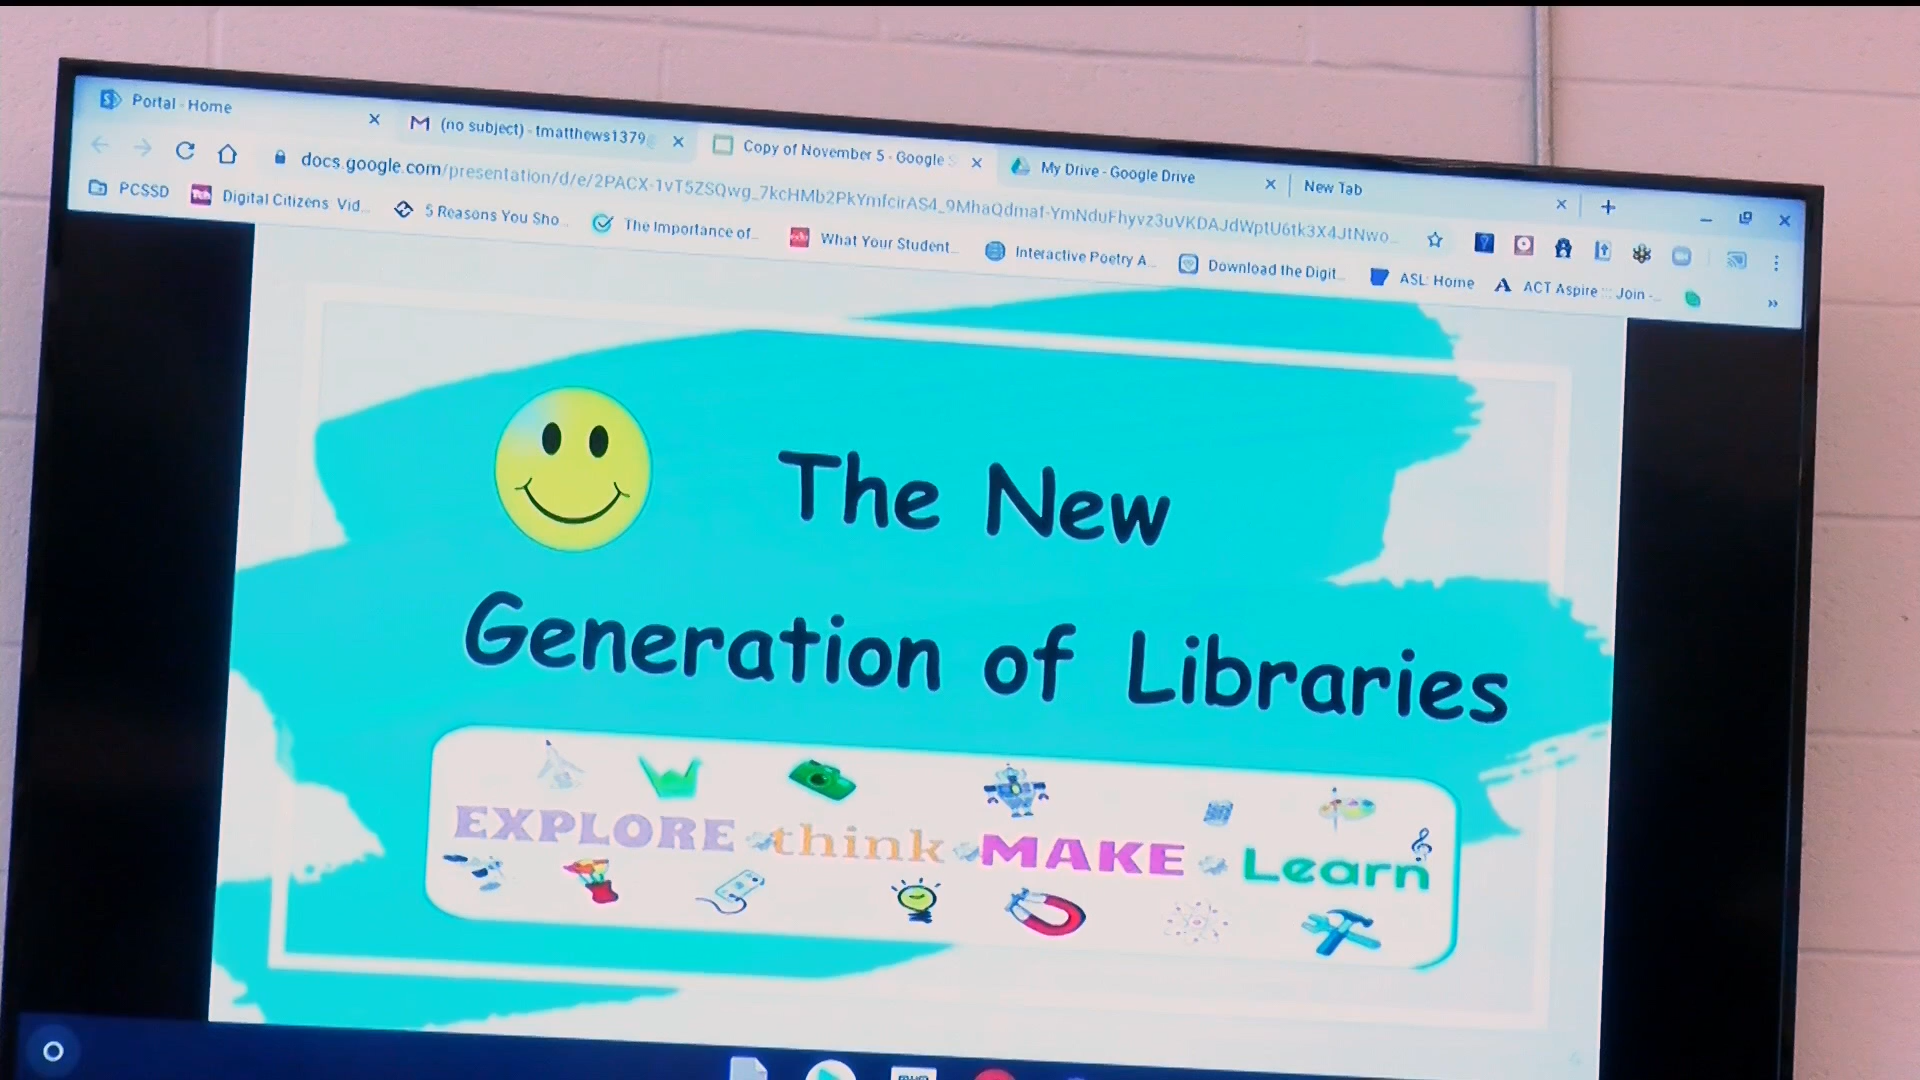 Portal - Home
(no subject) - tmatthews1379@
Copy of November 5 - Google S
My Drive - Google Drive
New Tab
docs.google.com/presentation/d/e/2PACX-1vT5ZSQwg_7kcHMb2PkYmfcirAS4_9MhaQdmaf-YmNduFhyvz3uVKDAJdWptU6tk3X4JtNwo...
PCSSD
Digital Citizens: Vid...
5 Reasons You Sho...
The Importance of...
What Your Student...
Interactive Poetry A...
Download the Digit...
ASL: Home
ACT Aspire ::: Join -...
The New
Generation of Libraries
EXPLORE think MAKE Learn